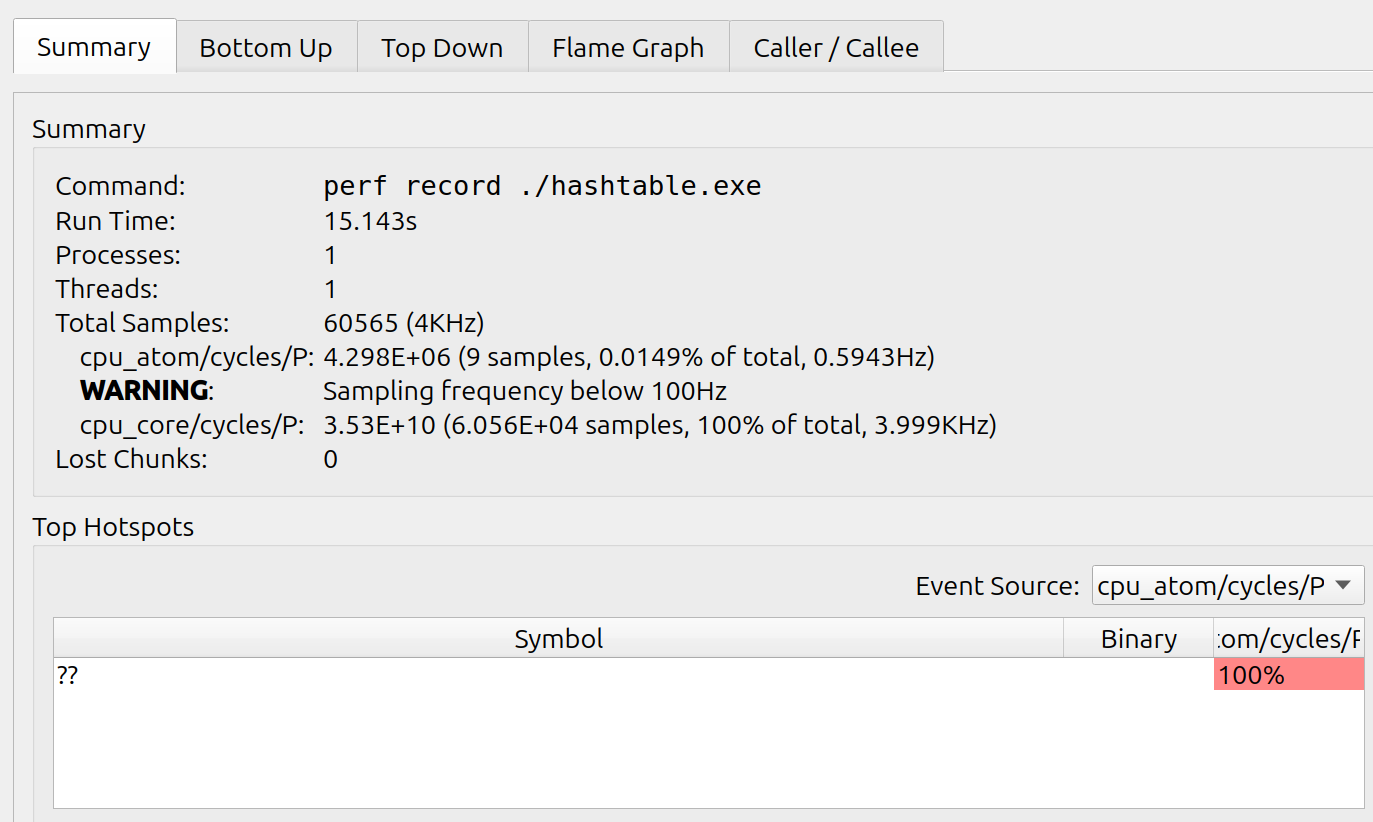 Summary Bottom Up Top Down Flame Graph Caller / Callee
Summary
Command: perf record ./hashtable.exe
Run Time: 15.143s
Processes: 1
Threads: 1
Total Samples: 60565 (4KHz)
cpu_atom/cycles/P: 4.298E+06 (9 samples, 0.0149% of total, 0.5943Hz)
WARNING: Sampling frequency below 100Hz
cpu_core/cycles/P: 3.53E+10 (6.056E+04 samples, 100% of total, 3.999KHz)
Lost Chunks: 0
Top Hotspots
Event Source: cpu_atom/cycles/P
Symbol Binary tom/cycles/P
?? 100%